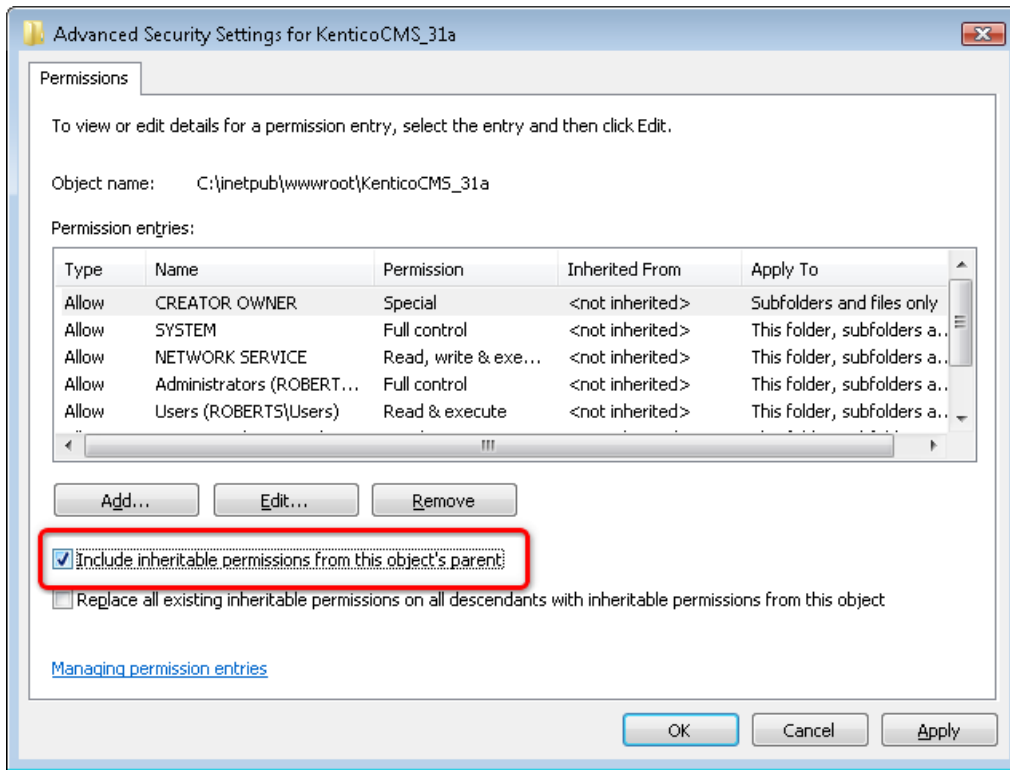 Advanced Security Settings for KenticoCMS_31a
Permissions
To view or edit details for a permission entry, select the entry and then click Edit.
Object name: C:\inetpub\wwwroot\KenticoCMS_31a
Permission entries:
Type Name Permission Inherited From Apply To
Allow CREATOR OWNER Special <not inherited> Subfolders and files only
Allow SYSTEM Full control <not inherited> This folder, subfolders a...
Allow NETWORK SERVICE Read, write & exe... <not inherited> This folder, subfolders a...
Allow Administrators (ROBERT... Full control <not inherited> This folder, subfolders a...
Allow Users (ROBERTS\Users) Read & execute <not inherited> This folder, subfolders a...
Add... Edit... Remove
Include inheritable permissions from this object's parent
Replace all existing inheritable permissions on all descendants with inheritable permissions from this object
Managing permission entries
OK Cancel Apply